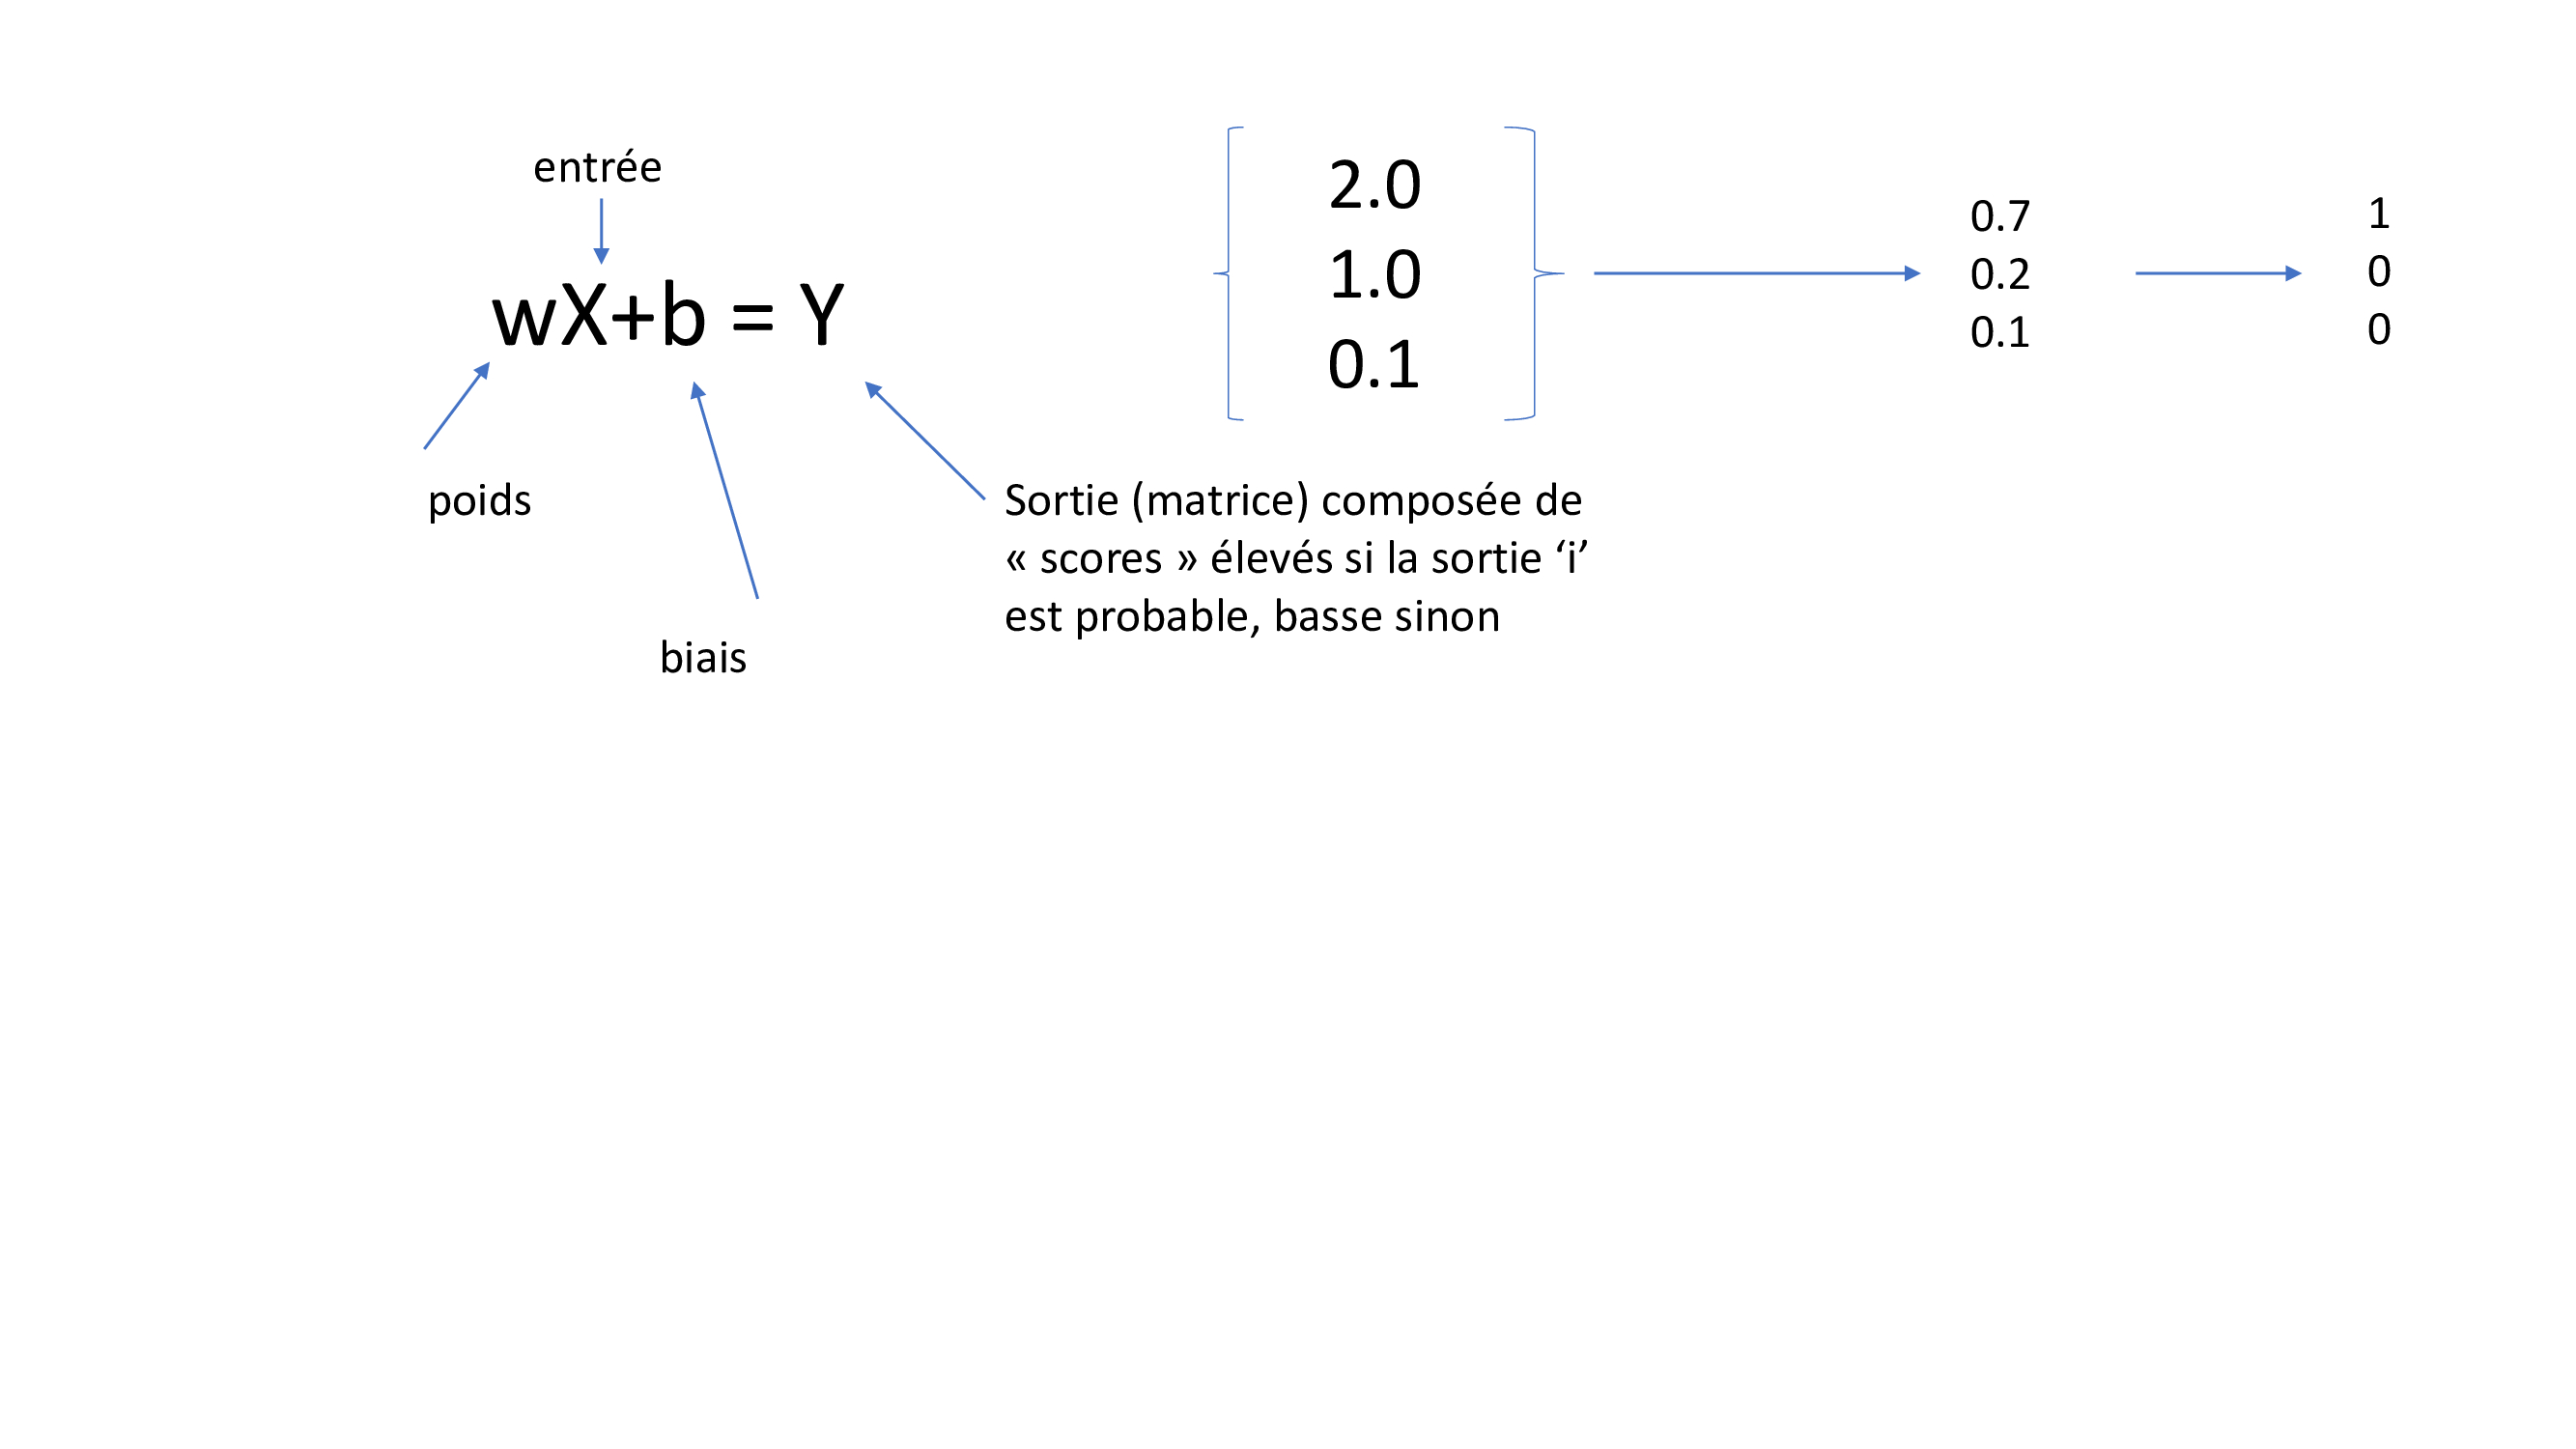 entrée
wX+b = Y
poids
biais
2.0
1.0
0.1
Sortie (matrice) composée de
« scores » élevés si la sortie ‘i’
est probable, basse sinon
0.7
0.2
0.1
1
0
0